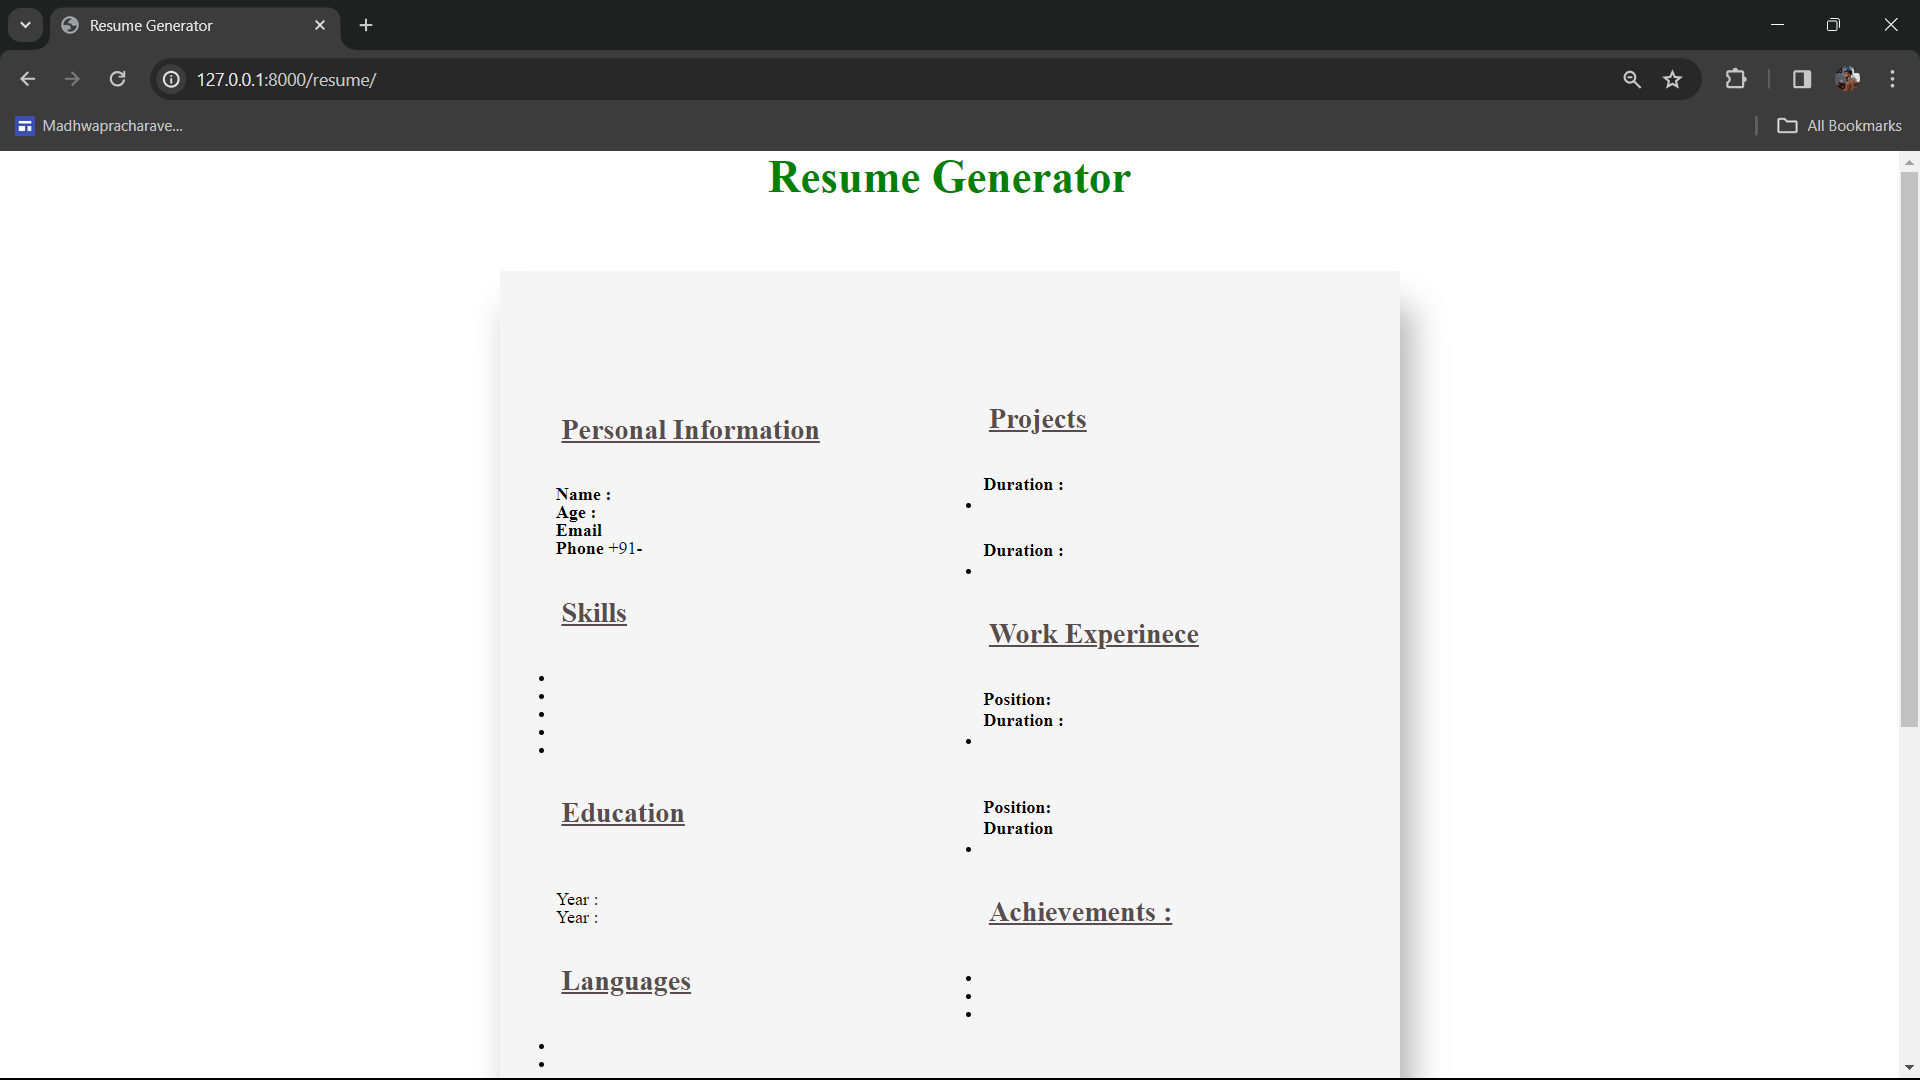 Resume Generator
127.0.0.1:8000/resume/
Madhwapracharave...
All Bookmarks
Resume Generator
Personal Information
Name :
Age :
Email
Phone +91-
Skills
Education
Year :
Year :
Languages
Projects
Duration :
Duration :
Work Experinece
Position:
Duration :
Position:
Duration
Achievements :